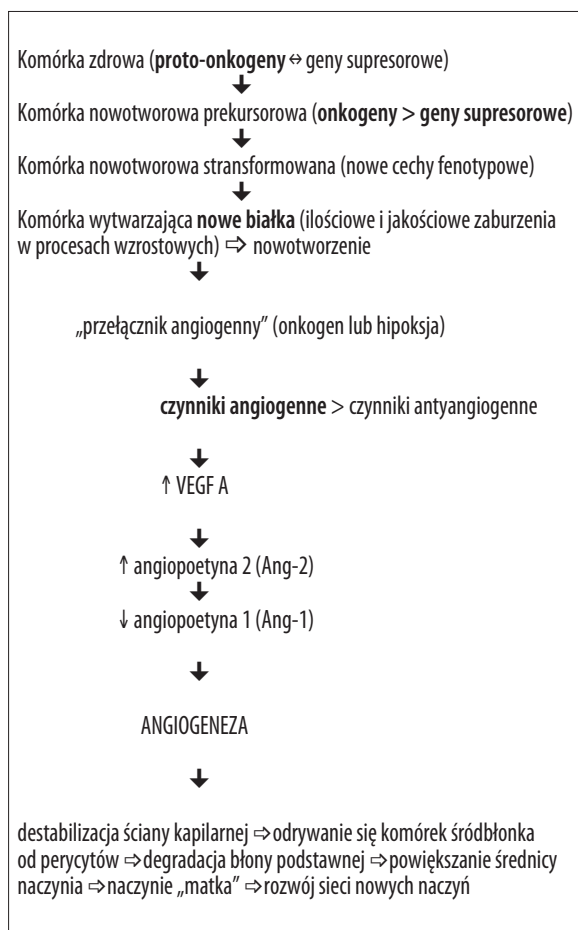 Komórka zdrowa (proto-onkogeny ⇔ geny supresorowe)
🡇
Komórka nowotworowa prekursorowa (onkogeny > geny supresorowe)
🡇
Komórka nowotworowa stransformowana (nowe cechy fenotypowe)
🡇
Komórka wytwarzająca nowe białka (ilościowe i jakościowe zaburzenia
w procesach wzrostowych) ⇨ nowotworzenie
🡇
„przełącznik angiogenny” (onkogen lub hipoksja)
🡇
czynniki angiogenne > czynniki antyangiogenne
🡇
↑ VEGF A
🡇
↑ angiopoetyna 2 (Ang-2)
🡇
↓ angiopoetyna 1 (Ang-1)
🡇
ANGIOGENEZA
🡇
destabilizacja ściany kapilarnej ⇨ odrywanie się komórek śródbłonka
od perycytów ⇨ degradacja błony podstawnej ⇨ powiększanie średnicy
naczynia ⇨ naczynie „matka” ⇨ rozwój sieci nowych naczyń